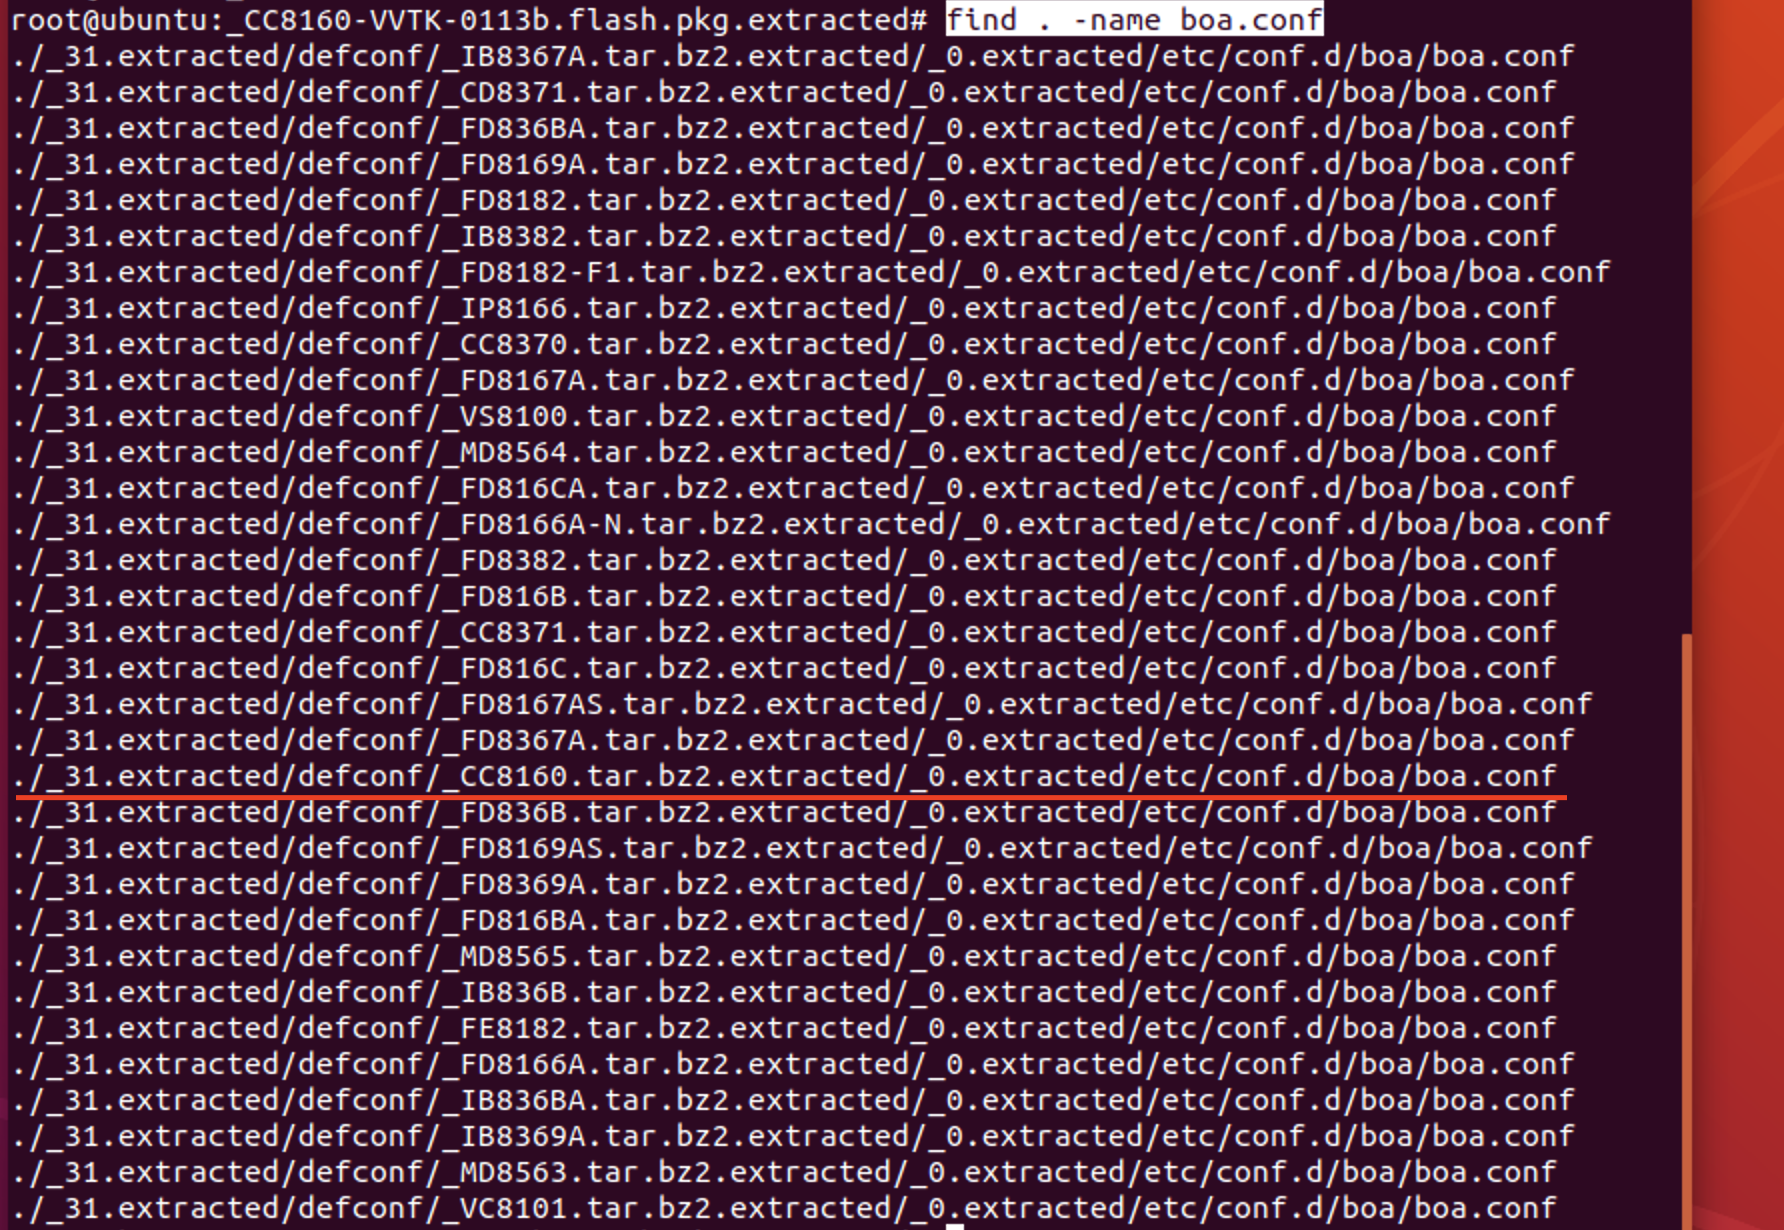 root@ubuntu:_CC8160-VVTK-0113b.flash.pkg.extracted# find . -name boa.conf
./_31.extracted/defconf/_IB8367A.tar.bz2.extracted/_0.extracted/etc/conf.d/boa/boa.conf
./_31.extracted/defconf/_CD8371.tar.bz2.extracted/_0.extracted/etc/conf.d/boa/boa.conf
./_31.extracted/defconf/_FD836BA.tar.bz2.extracted/_0.extracted/etc/conf.d/boa/boa.conf
./_31.extracted/defconf/_FD8169A.tar.bz2.extracted/_0.extracted/etc/conf.d/boa/boa.conf
./_31.extracted/defconf/_FD8182.tar.bz2.extracted/_0.extracted/etc/conf.d/boa/boa.conf
./_31.extracted/defconf/_IB8382.tar.bz2.extracted/_0.extracted/etc/conf.d/boa/boa.conf
./_31.extracted/defconf/_FD8182-F1.tar.bz2.extracted/_0.extracted/etc/conf.d/boa/boa.conf
./_31.extracted/defconf/_IP8166.tar.bz2.extracted/_0.extracted/etc/conf.d/boa/boa.conf
./_31.extracted/defconf/_CC8370.tar.bz2.extracted/_0.extracted/etc/conf.d/boa/boa.conf
./_31.extracted/defconf/_FD8167A.tar.bz2.extracted/_0.extracted/etc/conf.d/boa/boa.conf
./_31.extracted/defconf/_VS8100.tar.bz2.extracted/_0.extracted/etc/conf.d/boa/boa.conf
./_31.extracted/defconf/_MD8564.tar.bz2.extracted/_0.extracted/etc/conf.d/boa/boa.conf
./_31.extracted/defconf/_FD816CA.tar.bz2.extracted/_0.extracted/etc/conf.d/boa/boa.conf
./_31.extracted/defconf/_FD8166A-N.tar.bz2.extracted/_0.extracted/etc/conf.d/boa/boa.conf
./_31.extracted/defconf/_FD8382.tar.bz2.extracted/_0.extracted/etc/conf.d/boa/boa.conf
./_31.extracted/defconf/_FD816B.tar.bz2.extracted/_0.extracted/etc/conf.d/boa/boa.conf
./_31.extracted/defconf/_CC8371.tar.bz2.extracted/_0.extracted/etc/conf.d/boa/boa.conf
./_31.extracted/defconf/_FD816C.tar.bz2.extracted/_0.extracted/etc/conf.d/boa/boa.conf
./_31.extracted/defconf/_FD8167AS.tar.bz2.extracted/_0.extracted/etc/conf.d/boa/boa.conf
./_31.extracted/defconf/_FD8367A.tar.bz2.extracted/_0.extracted/etc/conf.d/boa/boa.conf
./_31.extracted/defconf/_CC8160.tar.bz2.extracted/_0.extracted/etc/conf.d/boa/boa.conf
./_31.extracted/defconf/_FD836B.tar.bz2.extracted/_0.extracted/etc/conf.d/boa/boa.conf
./_31.extracted/defconf/_FD8169AS.tar.bz2.extracted/_0.extracted/etc/conf.d/boa/boa.conf
./_31.extracted/defconf/_FD8369A.tar.bz2.extracted/_0.extracted/etc/conf.d/boa/boa.conf
./_31.extracted/defconf/_FD816BA.tar.bz2.extracted/_0.extracted/etc/conf.d/boa/boa.conf
./_31.extracted/defconf/_MD8565.tar.bz2.extracted/_0.extracted/etc/conf.d/boa/boa.conf
./_31.extracted/defconf/_IB836B.tar.bz2.extracted/_0.extracted/etc/conf.d/boa/boa.conf
./_31.extracted/defconf/_FE8182.tar.bz2.extracted/_0.extracted/etc/conf.d/boa/boa.conf
./_31.extracted/defconf/_FD8166A.tar.bz2.extracted/_0.extracted/etc/conf.d/boa/boa.conf
./_31.extracted/defconf/_IB836BA.tar.bz2.extracted/_0.extracted/etc/conf.d/boa/boa.conf
./_31.extracted/defconf/_IB8369A.tar.bz2.extracted/_0.extracted/etc/conf.d/boa/boa.conf
./_31.extracted/defconf/_MD8563.tar.bz2.extracted/_0.extracted/etc/conf.d/boa/boa.conf
./_31.extracted/defconf/_VC8101.tar.bz2.extracted/_0.extracted/etc/conf.d/boa/boa.conf